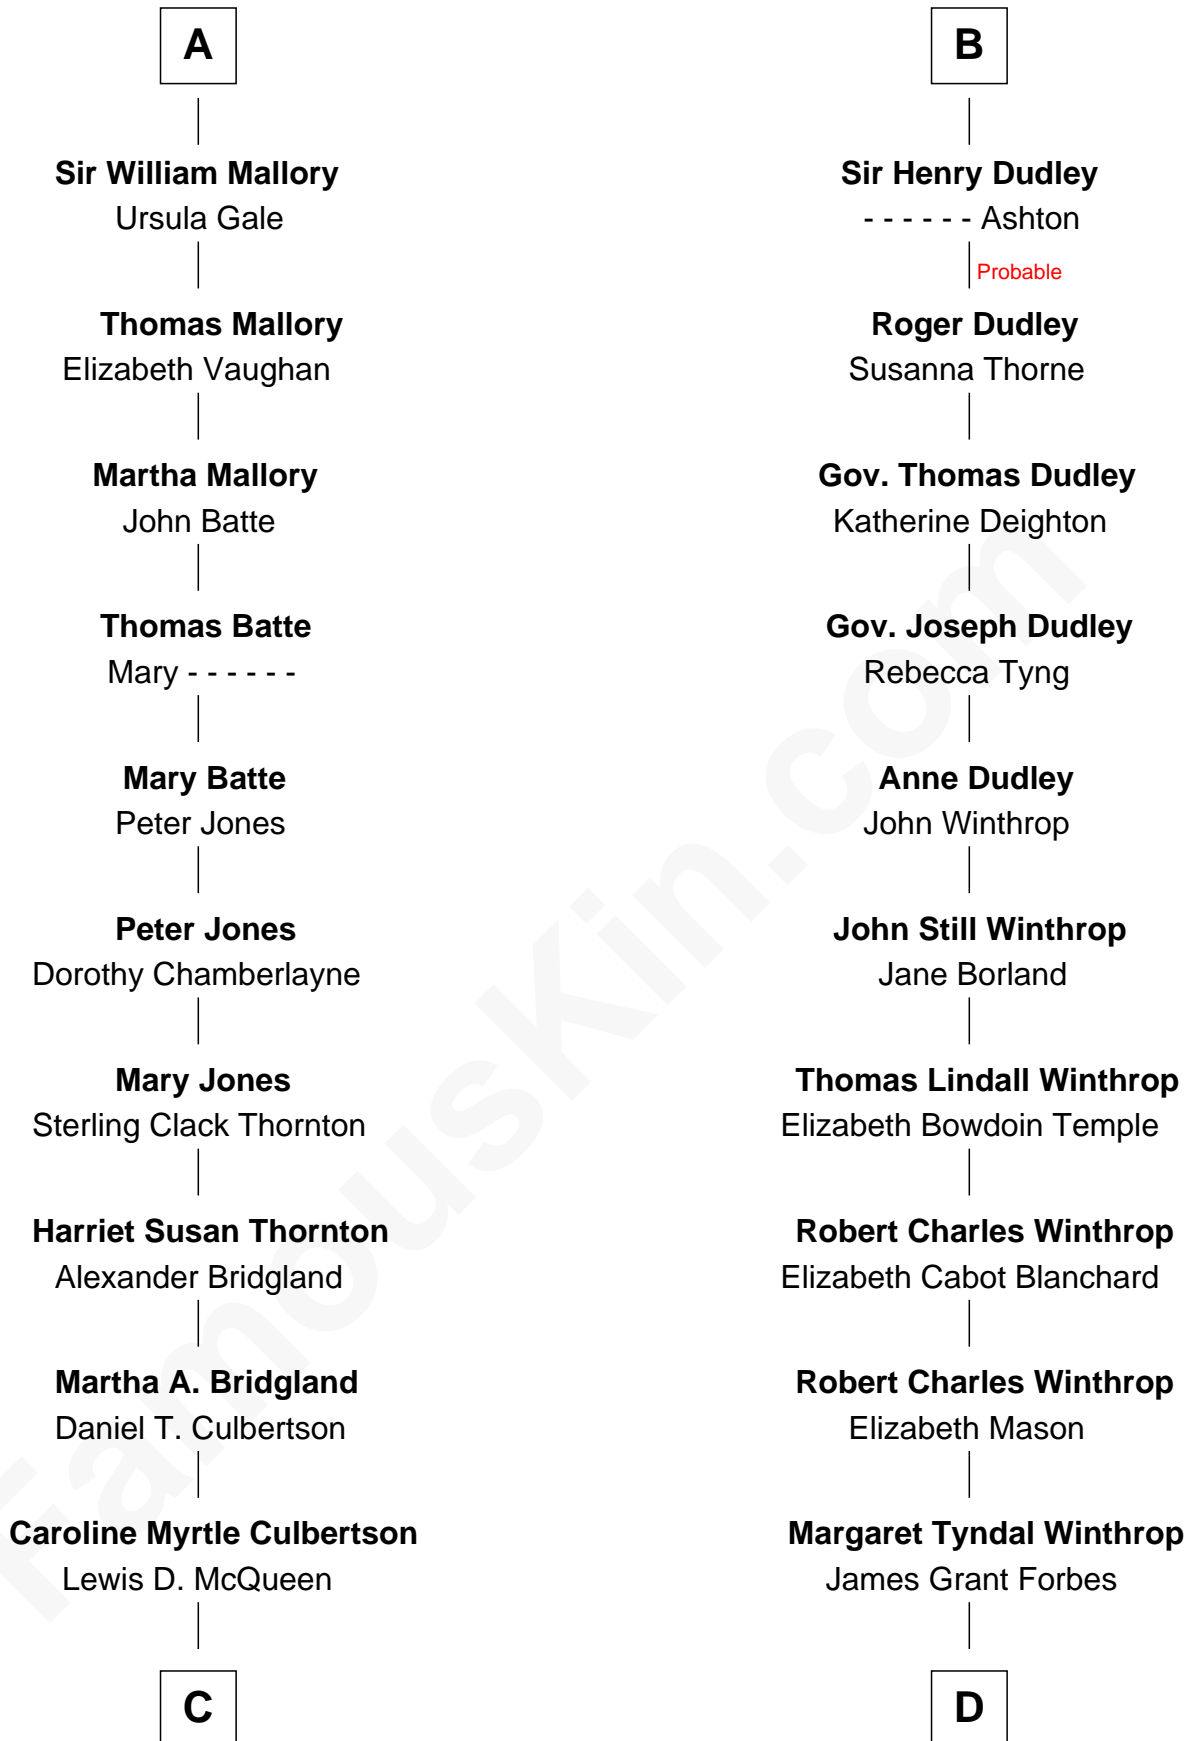 A
Sir William Mallory
Ursula Gale
Thomas Mallory
Elizabeth Vaughan
Martha Mallory
John Batte
Thomas Batte
Mary - - - - - -
Mary Batte
Peter Jones
Peter Jones
Dorothy Chamberlayne
Mary Jones
Sterling Clack Thornton
Harriet Susan Thornton
Alexander Bridgland
Martha A. Bridgland
Daniel T. Culbertson
Caroline Myrtle Culbertson
Lewis D. McQueen
C
B
Sir Henry Dudley
- - - - - - Ashton
Probable
Roger Dudley
Susanna Thorne
Gov. Thomas Dudley
Katherine Deighton
Gov. Joseph Dudley
Rebecca Tyng
Anne Dudley
John Winthrop
John Still Winthrop
Jane Borland
Thomas Lindall Winthrop
Elizabeth Bowdoin Temple
Robert Charles Winthrop
Elizabeth Cabot Blanchard
Robert Charles Winthrop
Elizabeth Mason
Margaret Tyndal Winthrop
James Grant Forbes
D
FamousKin.com